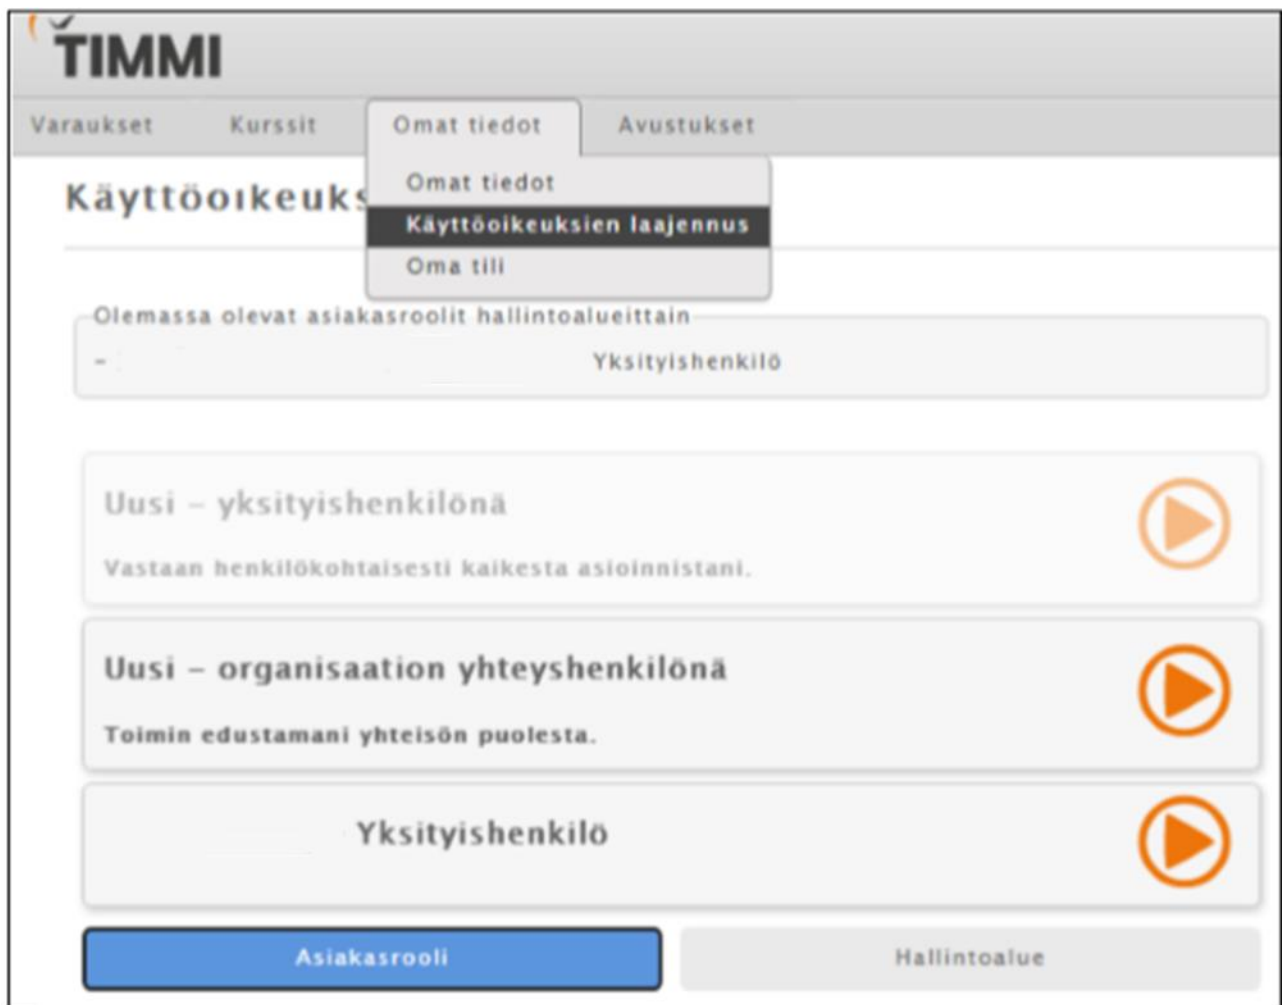 TIMMI
Varaukset Kurssit Omat tiedot Avustukset
Omat tiedot
Käyttöoikeuks
Käyttöoikeuksien laajennus
Oma tili
Olemassa olevat asiakasroolit hallintoalueittain
- Yksityishenkilö
Uusi – yksityishenkilönä
Vastaan henkilökohtaisesti kaikesta asioinnistani.
Uusi – organisaation yhteyshenkilönä
Toimin edustamani yhteisön puolesta.
Yksityishenkilö
Asiakasrooli Hallintoalue